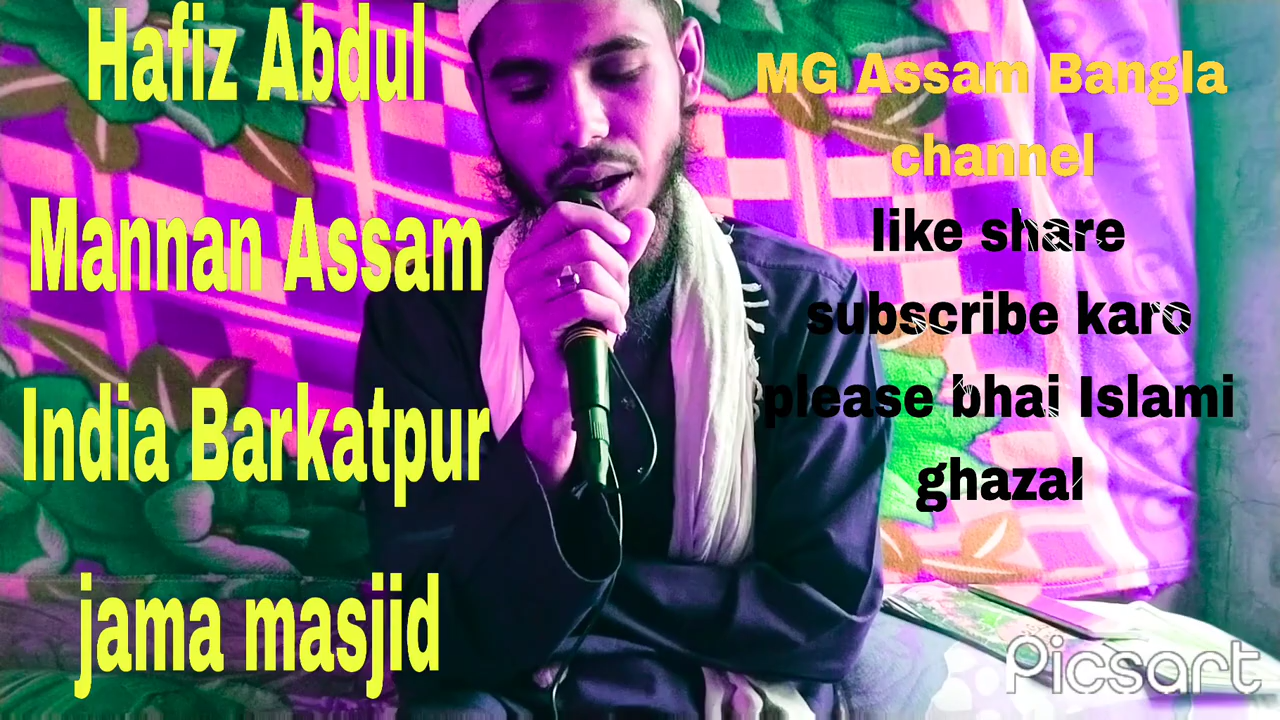 Hafiz Abdul
Mannan Assam
India Barkatpur
jama masjid
MG Assam Bangla
channel
like share
subscribe karo
please bhai Islami
ghazal
Picsart